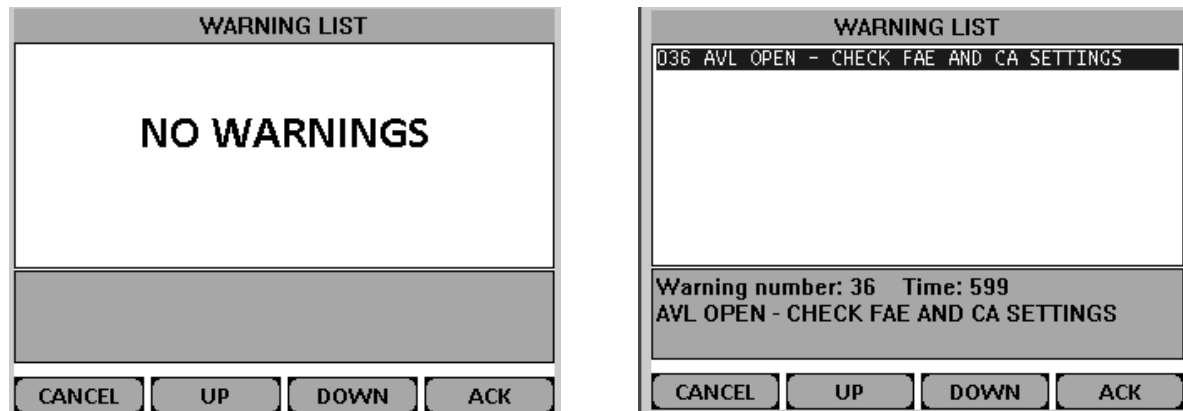 WARNING LIST
NO WARNINGS
CANCEL UP DOWN ACK
WARNING LIST
036 AVL OPEN - CHECK FAE AND CA SETTINGS
Warning number: 36 Time: 599
AVL OPEN - CHECK FAE AND CA SETTINGS
CANCEL UP DOWN ACK